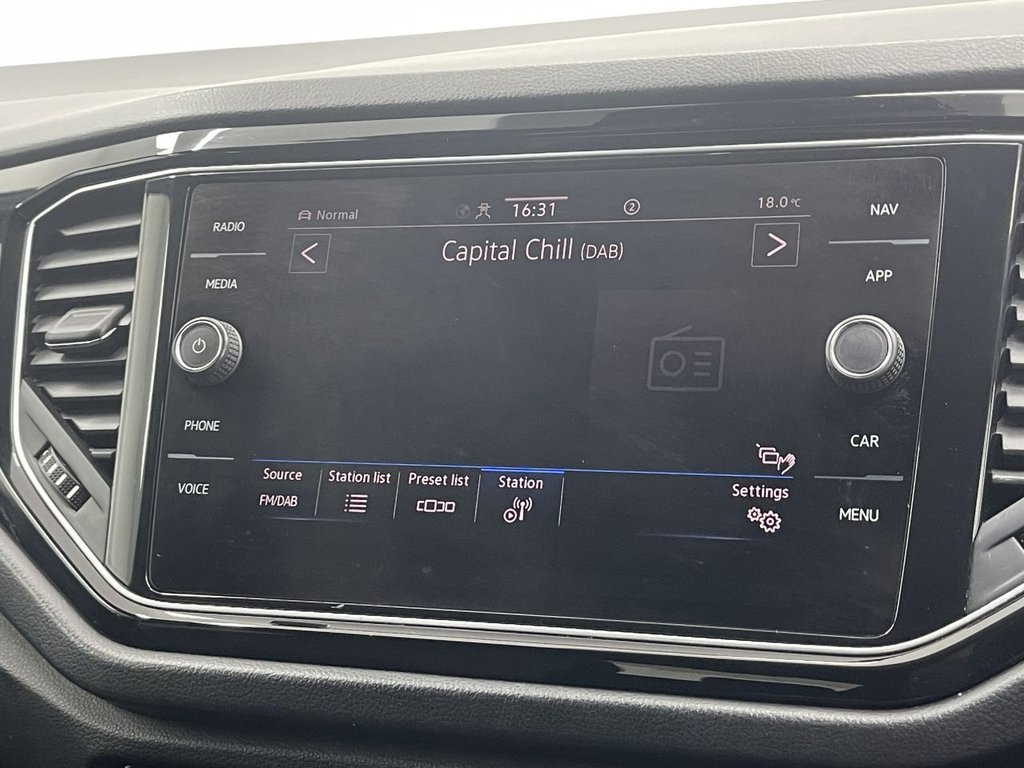 RADIO
MEDIA
PHONE
VOICE
Normal
16:31
2
18.0 °C
< 
Capital Chill (DAB)
>
Source
FM/DAB
Station list
Preset list
Station
Settings
NAV
APP
CAR
MENU